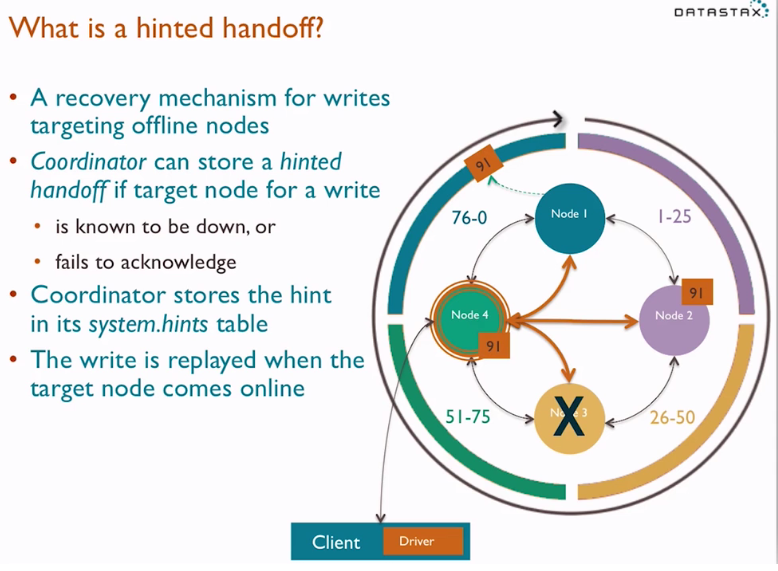 What is a hinted handoff?
DATASTAX
• A recovery mechanism for writes
targeting offline nodes
• Coordinator can store a hinted
handoff if target node for a write
• is known to be down, or
• fails to acknowledge
• Coordinator stores the hint
in its system.hints table
• The write is replayed when the
target node comes online
91
76-0
Node 1
1-25
Node 4
91
Node 2
91
51-75
Node 3
26-50
Client
Driver